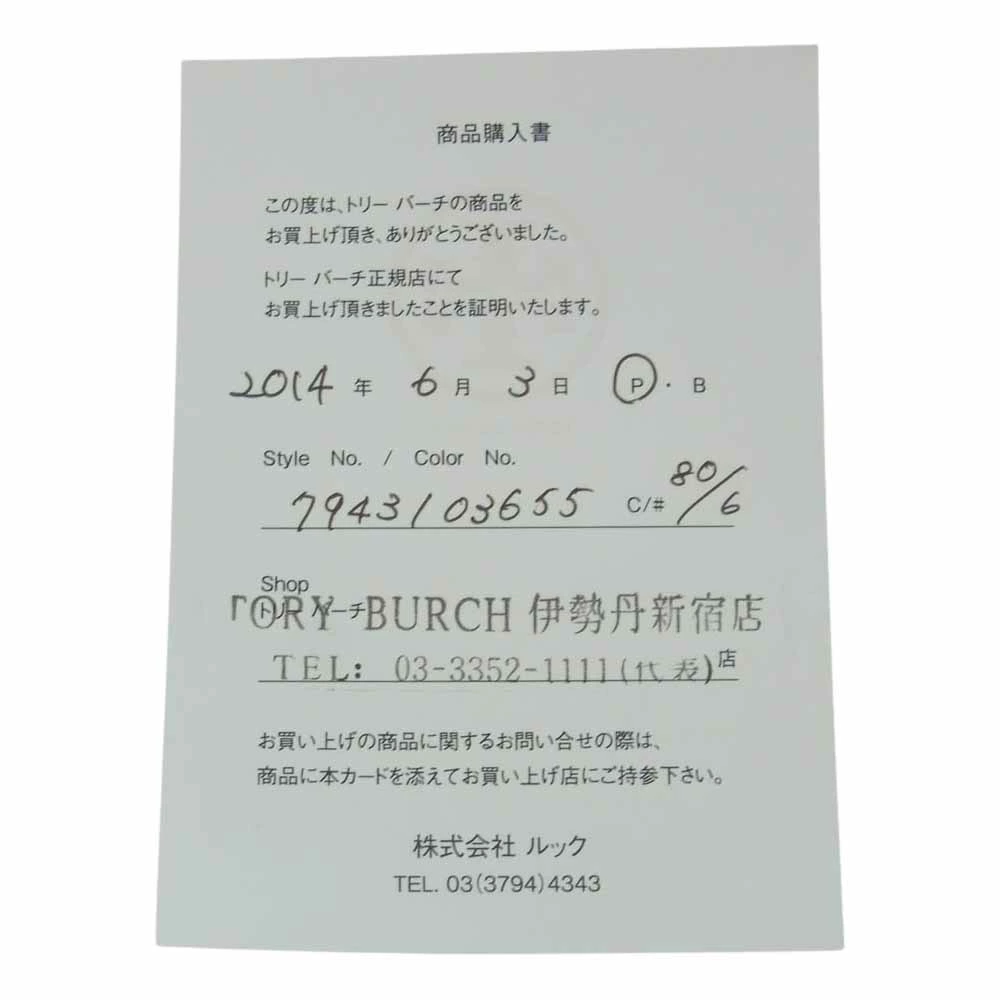 商品購入書
この度は、トリー バーチの商品を
お買上げ頂き、ありがとうございました。
トリー バーチ正規店にて
お買上げ頂きましたことを証明いたします。
2014 年 6 月 3 日 P ・ B
Style No. / Color No.
7943103655 C/# 80/6
Shop
トリー バーチ
TORY BURCH 伊勢丹新宿店
TEL: 03-3352-1111(代表) 店
お買い上げの商品に関するお問い合せの際は、
商品に本カードを添えてお買い上げ店にご持参下さい。
株式会社 ルック
TEL. 03(3794)4343